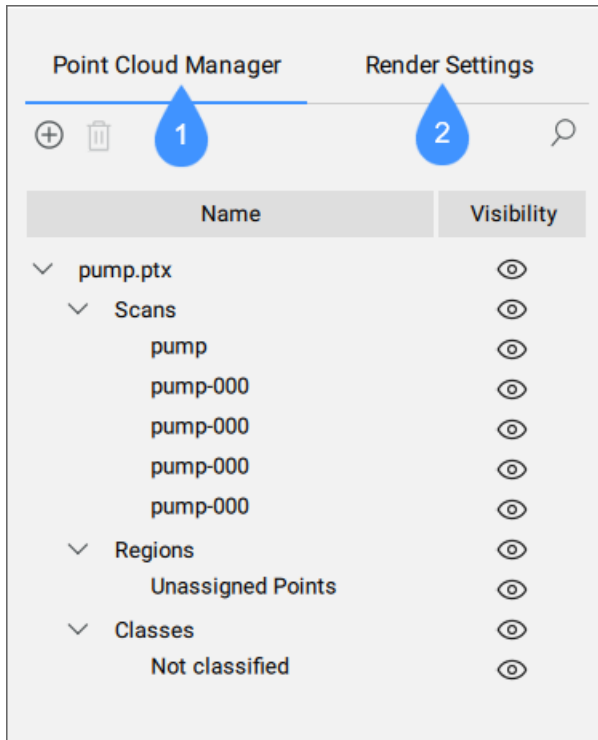 Point Cloud Manager Render Settings
1 2
Name Visibility
pump.ptx
Scans
pump
pump-000
pump-000
pump-000
pump-000
Regions
Unassigned Points
Classes
Not classified